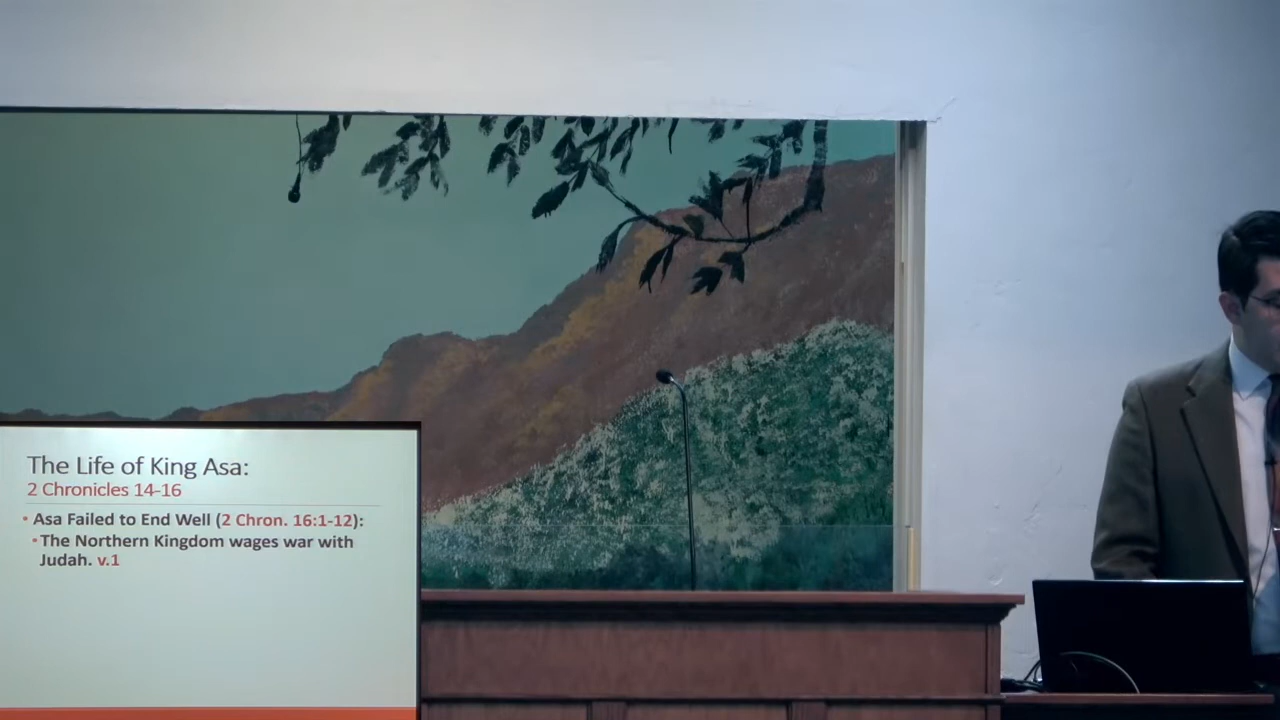 The Life of King Asa:
2 Chronicles 14-16
• Asa Failed to End Well (2 Chron. 16:1-12):
• The Northern Kingdom wages war with
Judah. v.1